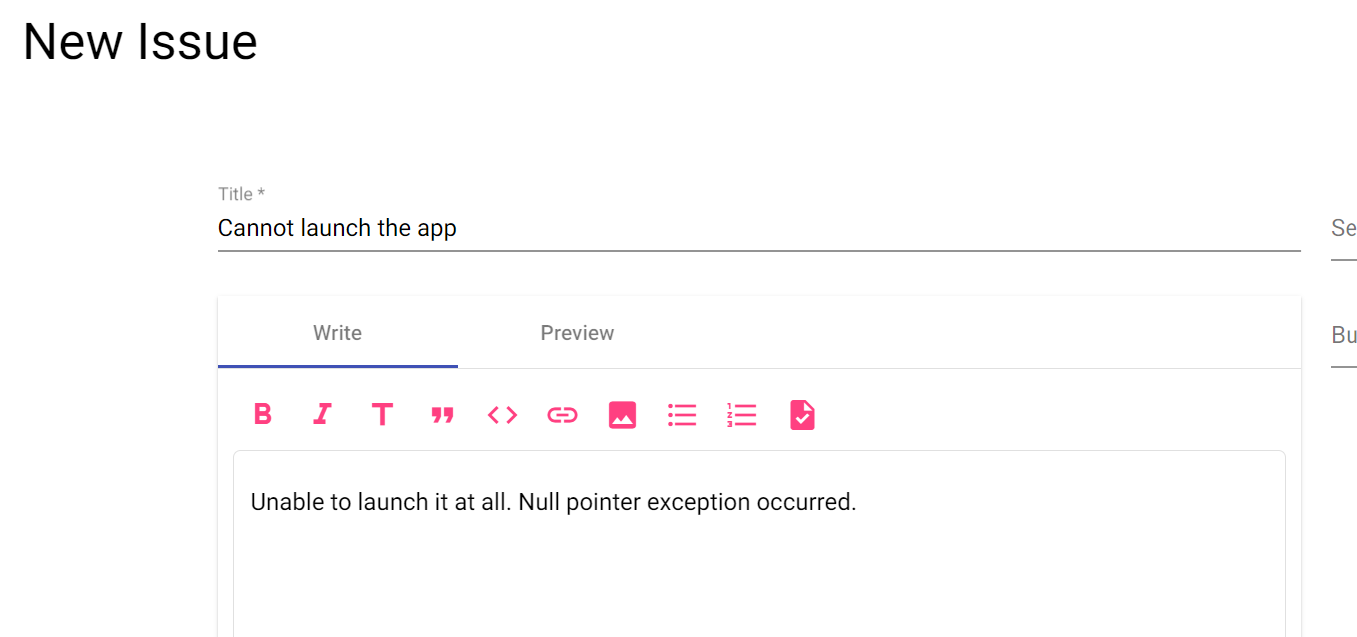 New Issue
Title *
Cannot launch the app
Se
Write Preview
Bu
Unable to launch it at all. Null pointer exception occurred.